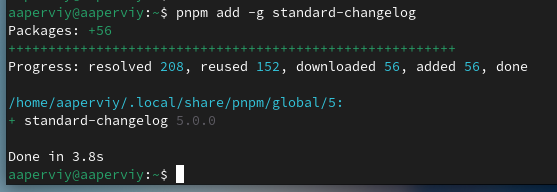 aaperviy@aaperviy:~$ pnpm add -g standard-changelog
Packages: +56
++++++++++++++++++++++++++++++++++++++++++++++++++++++++
Progress: resolved 208, reused 152, downloaded 56, added 56, done
/home/aaperviy/.local/share/pnpm/global/5:
+ standard-changelog 5.0.0
Done in 3.8s
aaperviy@aaperviy:~$